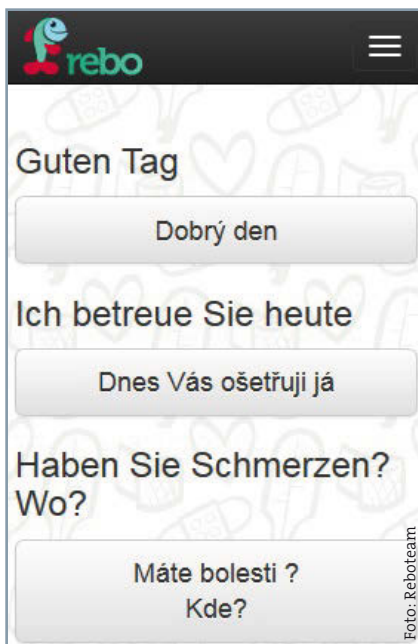 rebo
Guten Tag
Dobrý den
Ich betreue Sie heute
Dnes Vás ošetřuji já
Haben Sie Schmerzen?
Wo?
Máte bolesti ?
Kde?
Foto: Reboteam